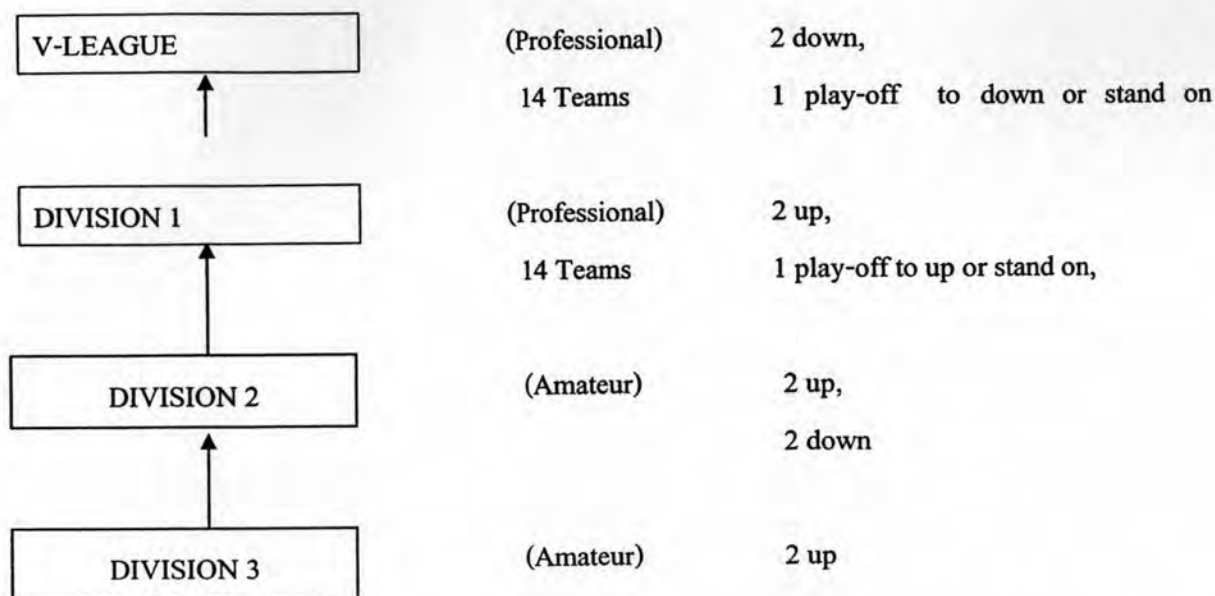 V-LEAGUE (Professional) 2 down,
14 Teams 1 play-off to down or stand on
DIVISION 1 (Professional) 2 up,
14 Teams 1 play-off to up or stand on,
DIVISION 2 (Amateur) 2 up,
2 down
DIVISION 3 (Amateur) 2 up